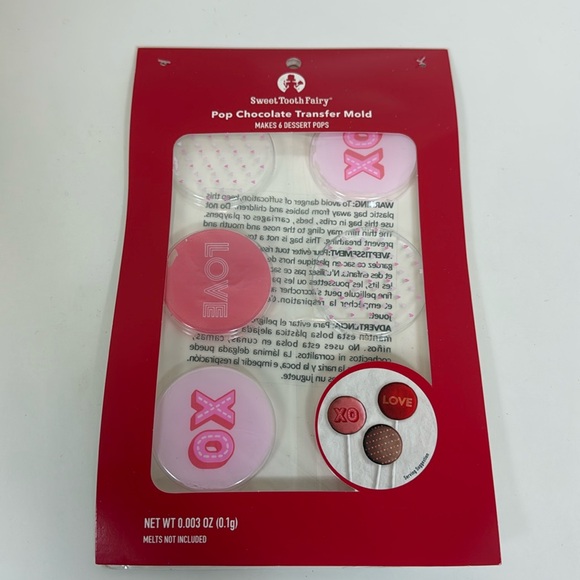 Sweet Tooth Fairy®
Pop Chocolate Transfer Mold
MAKES 6 DESSERT POPS
XO
LOVE
XO
WARNING: To avoid danger of suffocation, keep this
plastic bag away from babies and children. Do not
use this bag in cribs, beds, carriages or playpens.
The thin film may cling to the nose and mouth and
prevent breathing. This bag is not a
ADVERTENCIA: Para evitar el peligro
mantén esta bolsa plástica alejada
niños. No uses esta bolsa en cunas, camas,
cochecitos ni corralitos. La lámina delgada puede
la nariz y la boca, e impedir la respiración.
es un juguete.
XO
LOVE
Serving Suggestion
NET WT 0.003 OZ (0.1g)
MELTS NOT INCLUDED